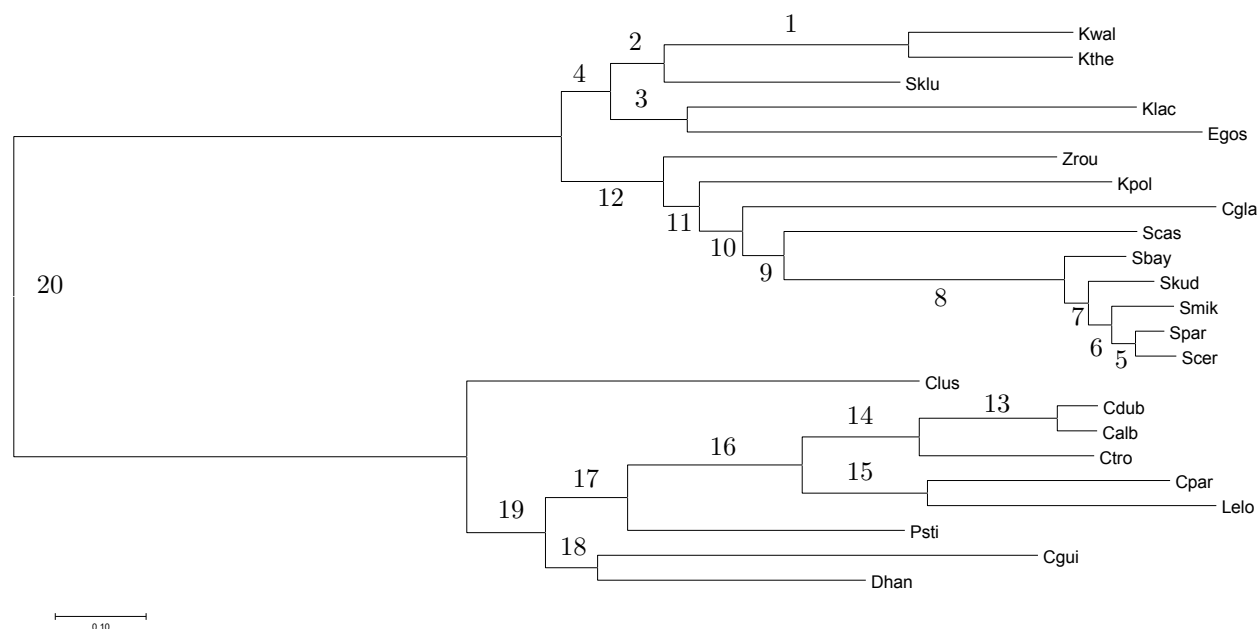 1
Kwal
2
Kthe
4
Sklu
3
Klac
Egos
Zrou
Kpol
12
Cgla
11
Scas
10
Sbay
9
Skud
20
8
Smik
7
Spar
6
5
Scer
Clus
13
Cdub
14
Calb
16
Ctro
15
17
Cpar
19
Lelo
Psti
18
Cgui
Dhan
0.10